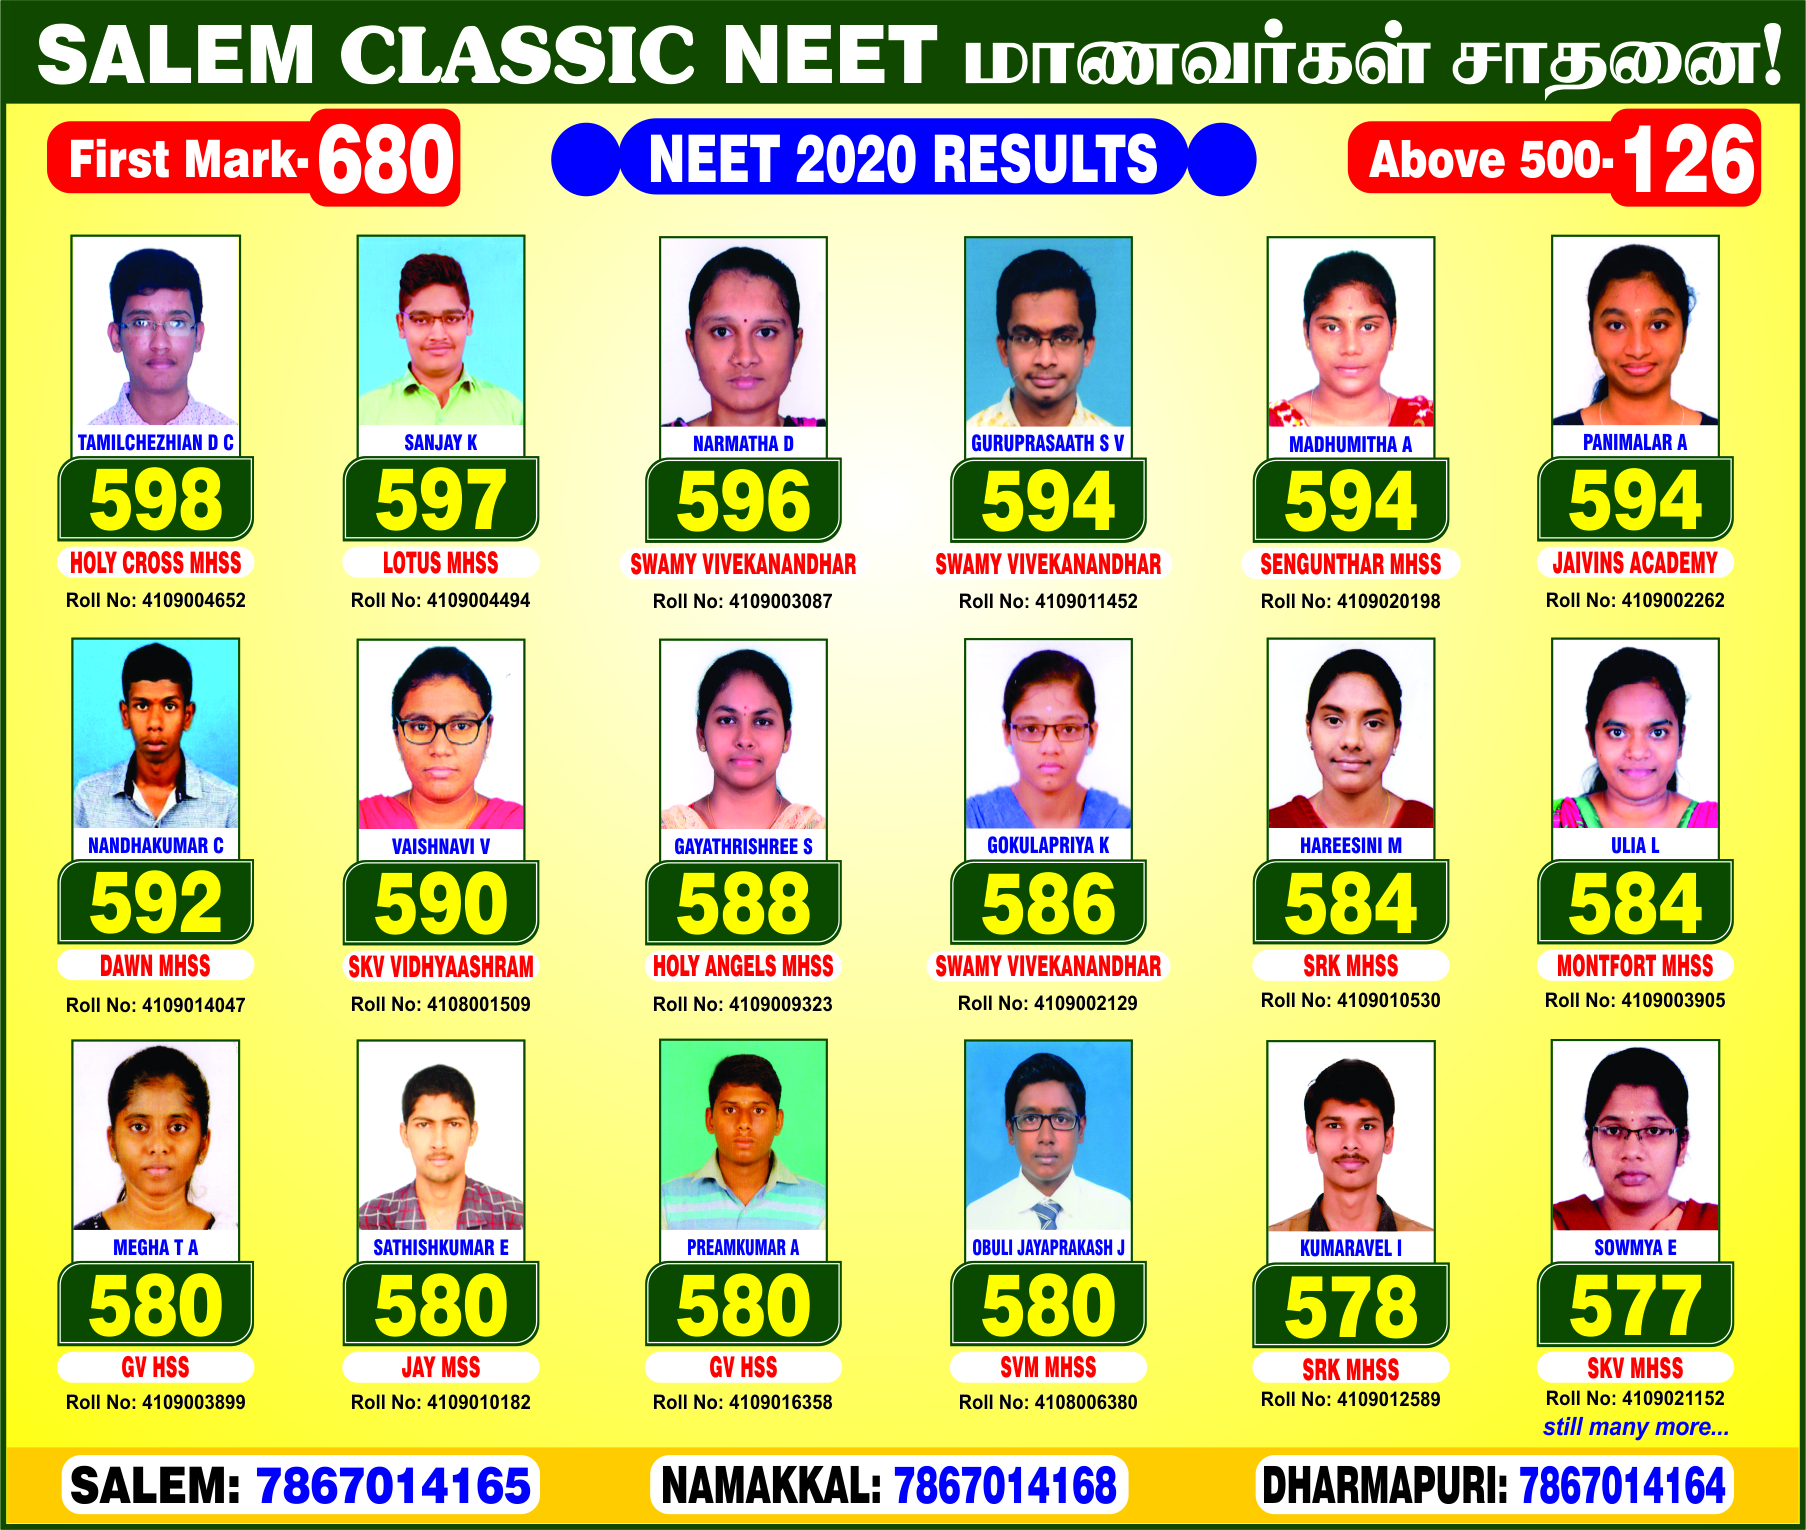 SALEM CLASSIC NEET மாணவர்கள் சாதனை!
First Mark-680
NEET 2020 RESULTS
Above 500-126
TAMILCHEZHIAN D C
598
HOLY CROSS MHSS
Roll No: 4109004652
SANJAY K
597
LOTUS MHSS
Roll No: 4109004494
NARMATHA D
596
SWAMY VIVEKANANDHAR
Roll No: 4109003087
GURUPRASAATH S V
594
SWAMY VIVEKANANDHAR
Roll No: 4109011452
MADHUMITHA A
594
SENGUNTHAR MHSS
Roll No: 4109020198
PANIMALAR A
594
JAIVINS ACADEMY
Roll No: 4109002262
NANDHAKUMAR C
592
DAWN MHSS
Roll No: 4109014047
VAISHNAVI V
590
SKV VIDHYAASHRAM
Roll No: 4108001509
GAYATHRISHREE S
588
HOLY ANGELS MHSS
Roll No: 4109009323
GOKULAPRIYA K
586
SWAMY VIVEKANANDHAR
Roll No: 4109002129
HAREESINI M
584
SRK MHSS
Roll No: 4109010530
ULIA L
584
MONTFORT MHSS
Roll No: 4109003905
MEGHA T A
580
GV HSS
Roll No: 4109003899
SATHISHKUMAR E
580
JAY MSS
Roll No: 4109010182
PREAMKUMAR A
580
GV HSS
Roll No: 4109016358
OBULI JAYAPRAKASH J
580
SVM MHSS
Roll No: 4108006380
KUMARAVEL I
578
SRK MHSS
Roll No: 4109012589
SOWMYA E
577
SKV MHSS
Roll No: 4109021152
still many more...
SALEM: 7867014165
NAMAKKAL: 7867014168
DHARMAPURI: 7867014164